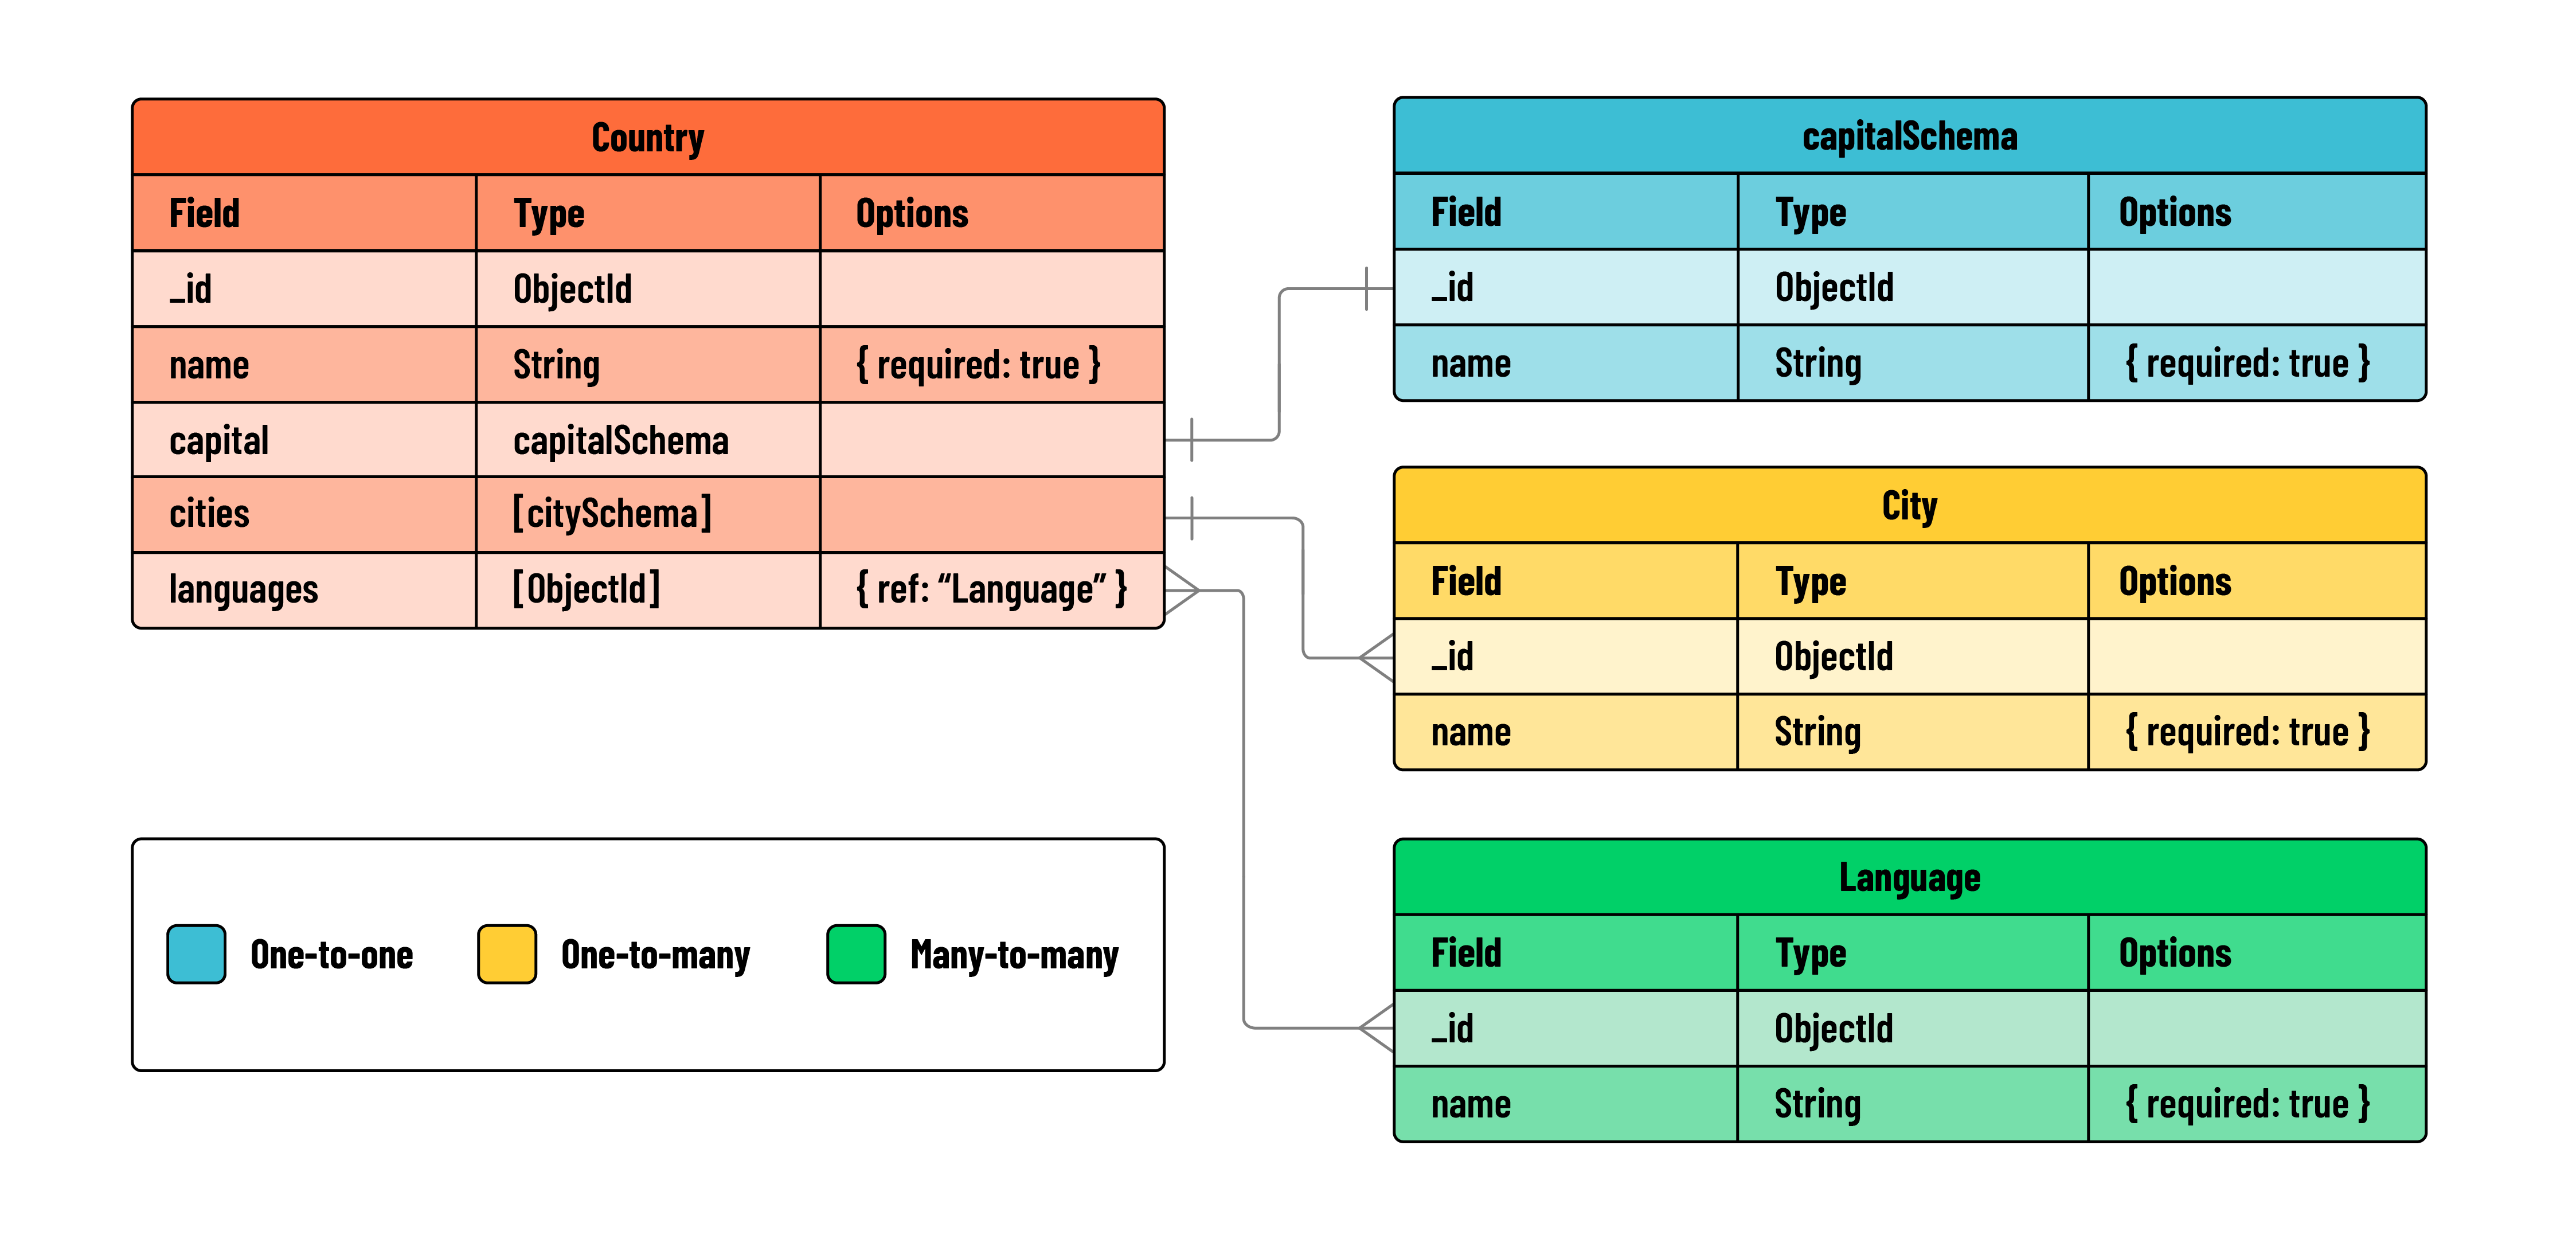 Country
Field Type Options
_id ObjectId
name String { required: true }
capital capitalSchema
cities [citySchema]
languages [ObjectId] { ref: “Language” }
capitalSchema
Field Type Options
_id ObjectId
name String { required: true }
City
Field Type Options
_id ObjectId
name String { required: true }
Language
Field Type Options
_id ObjectId
name String { required: true }
One-to-one One-to-many Many-to-many